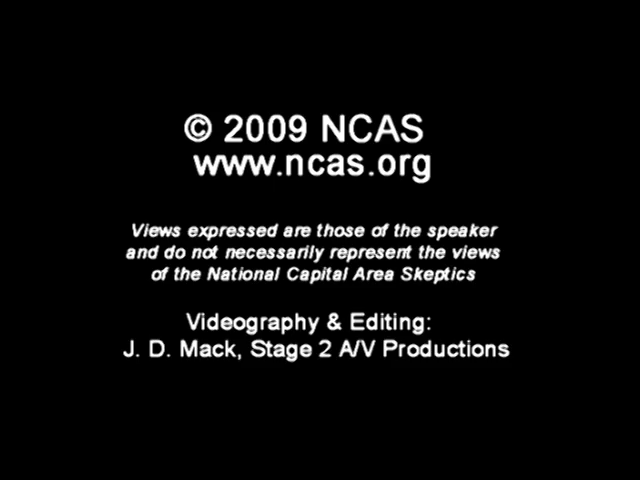 © 2009 NCAS
www.ncas.org
Views expressed are those of the speaker
and do not necessarily represent the views
of the National Capital Area Skeptics
Videography & Editing:
J. D. Mack, Stage 2 A/V Productions